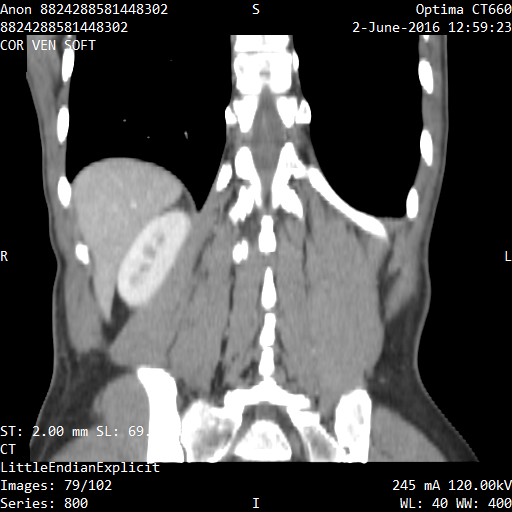 Anon 8824288581448302
S
Optima CT660
8824288581448302
2-June-2016 12:59:23
COR VEN SOFT
R
L
ST: 2.00 mm SL: 69.
CT
LittleEndianExplicit
Images: 79/102
245 mA 120.00kV
Series: 800
I
WL: 40 WW: 400